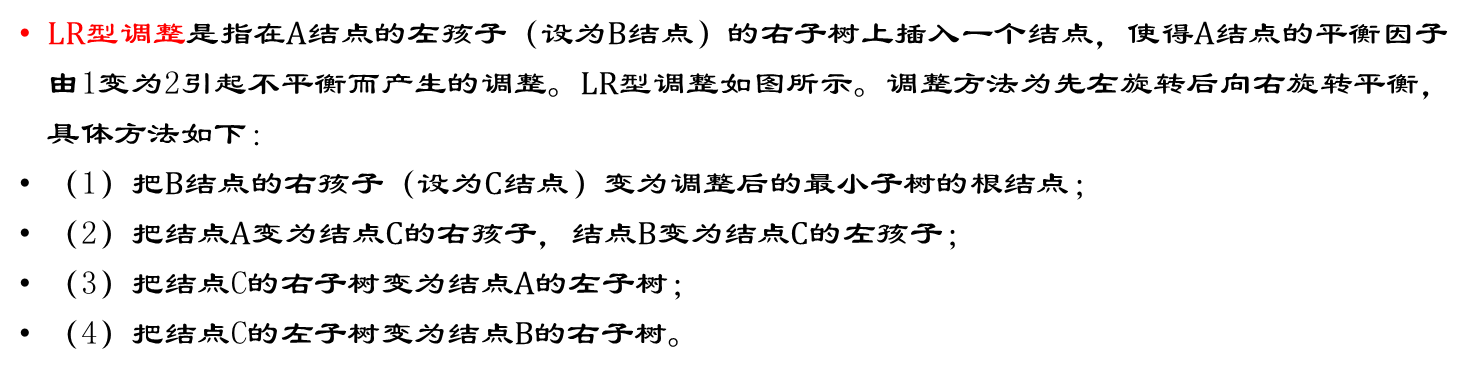 • LR型调整是指在A结点的左孩子（设为B结点）的右子树上插入一个结点，使得A结点的平衡因子
由1变为2引起不平衡而产生的调整。LR型调整如图所示。调整方法为先左旋转后向右旋转平衡，
具体方法如下：
• （1）把B结点的右孩子（设为C结点）变为调整后的最小子树的根结点；
• （2）把结点A变为结点C的右孩子，结点B变为结点C的左孩子；
• （3）把结点C的右子树变为结点A的左子树；
• （4）把结点C的左子树变为结点B的右子树。